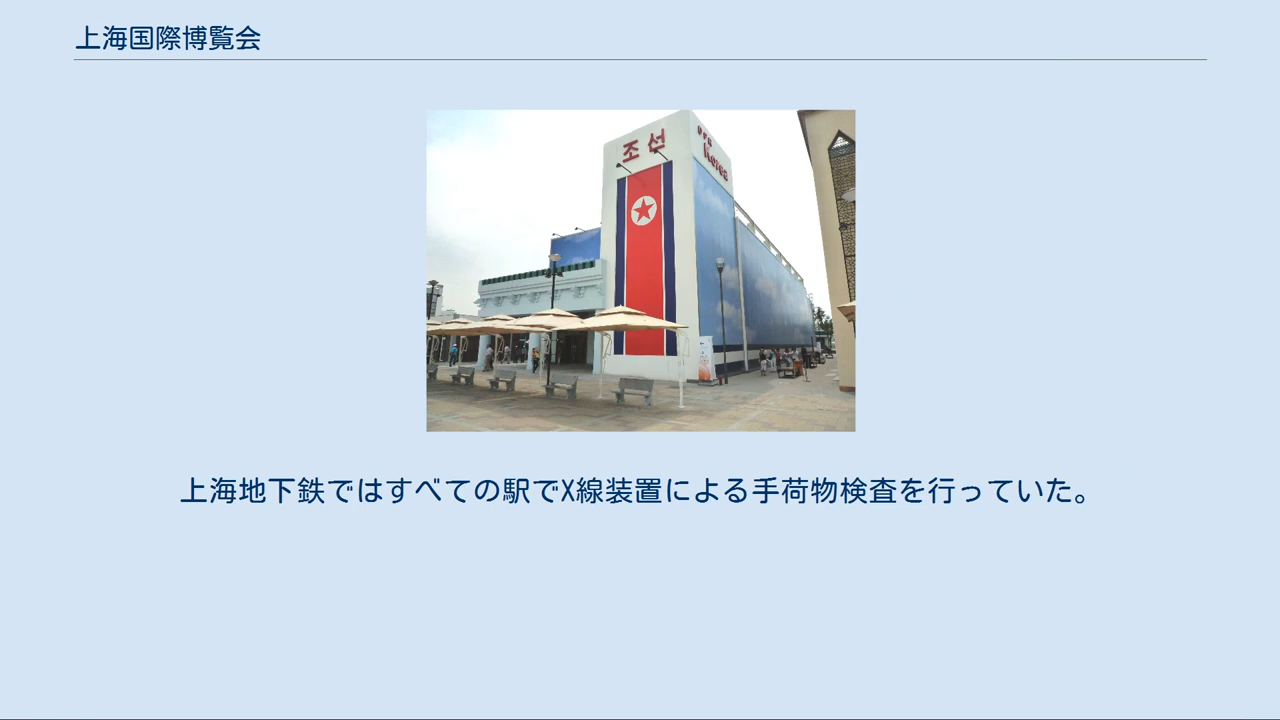 上海国際博覧会
조선
DPR
Korea
上海地下鉄ではすべての駅でX線装置による手荷物検査を行っていた。